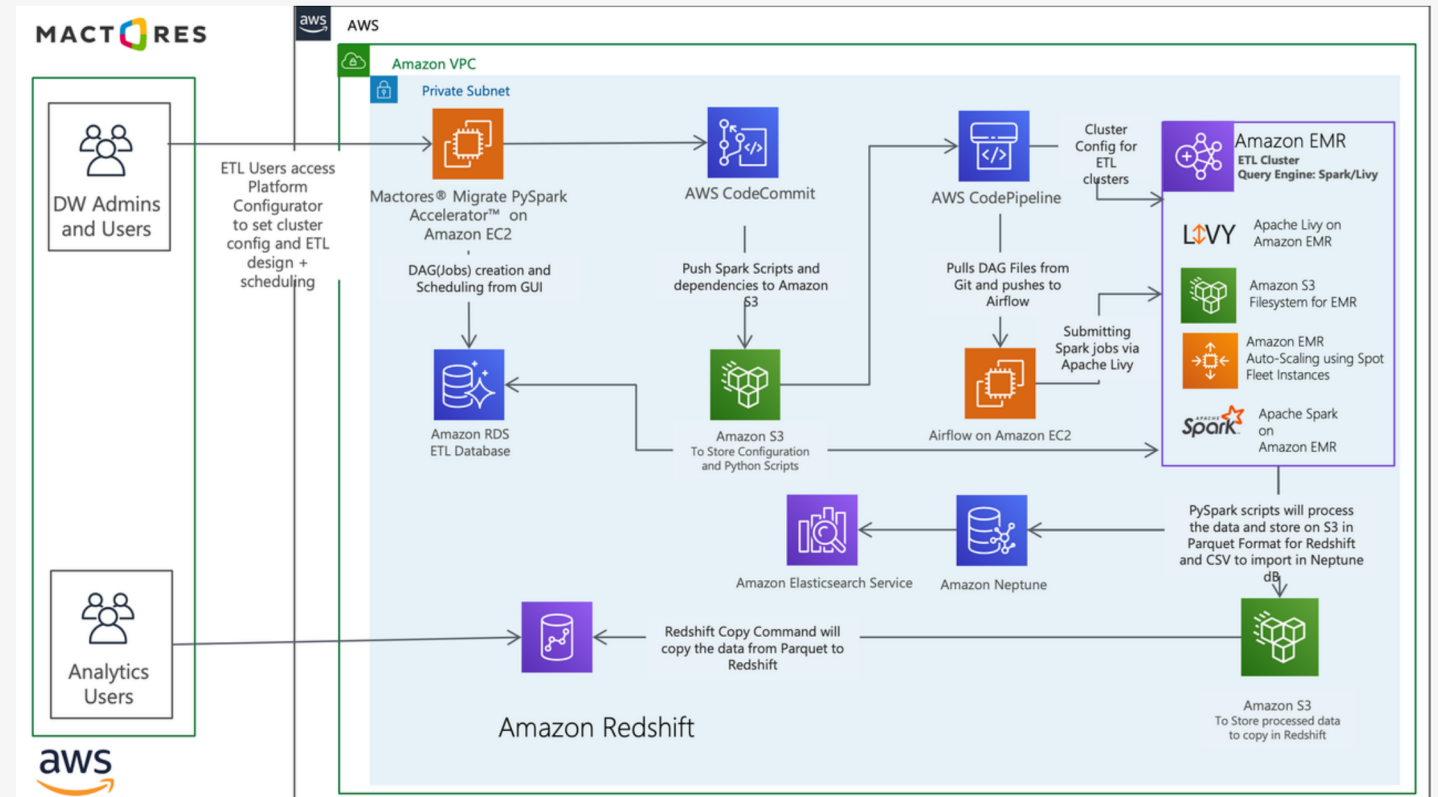 MACTORES
aws
AWS
Amazon VPC
Private Subnet
DW Admins
and Users
ETL Users access
Platform
Configurator
to set cluster
config and ETL
design +
scheduling
Mactores® Migrate PySpark
Accelerator™ on
Amazon EC2
DAG(Jobs) creation and
Scheduling from GUI
Amazon RDS
ETL Database
AWS CodeCommit
Push Spark Scripts and
dependencies to Amazon
S3
Amazon S3
To Store Configuration
and Python Scripts
AWS CodePipeline
Pulls DAG Files from
Git and pushes to
Airflow
Airflow on Amazon EC2
Cluster
Config for
ETL
clusters
Submitting
Spark jobs via
Apache Livy
Amazon EMR
ETL Cluster
Query Engine: Spark/Livy
LIVY
Apache Livy on
Amazon EMR
Amazon S3
Filesystem for EMR
Amazon EMR
Auto-Scaling using Spot
Fleet Instances
APACHE
Spark
Apache Spark
on
Amazon EMR
PySpark scripts will process
the data and store on S3 in
Parquet Format for Redshift
and CSV to import in Neptune
dB
Amazon Elasticsearch Service
Amazon Neptune
Analytics
Users
Redshift Copy Command will
copy the data from Parquet to
Redshift
Amazon Redshift
Amazon S3
To Store processed data
to copy in Redshift
aws